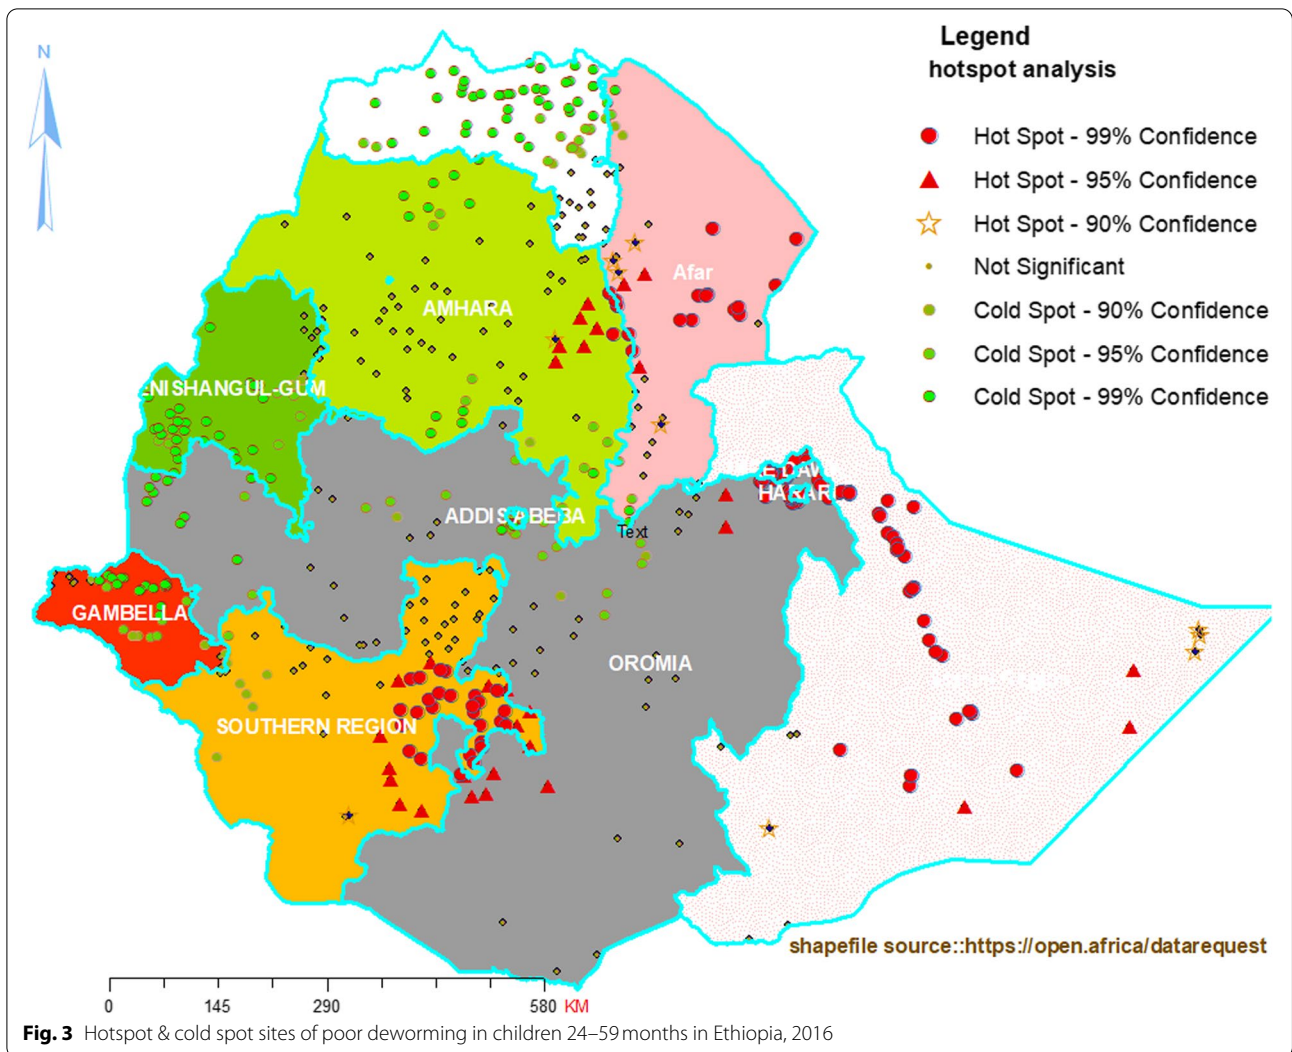 N
Legend
hotspot analysis
Hot Spot - 99% Confidence
Hot Spot - 95% Confidence
Hot Spot - 90% Confidence
Not Significant
Cold Spot - 90% Confidence
Cold Spot - 95% Confidence
Cold Spot - 99% Confidence
Afar
AMHARA
ENISHANGUL-GUM
E DAW
HARARI
ADDIS ABEBA
Text
GAMBELLA
OROMIA
SOUTHERN REGION
shapefile source::https://open.africa/datarequest
0 145 290 580 KM
Fig. 3 Hotspot & cold spot sites of poor deworming in children 24–59 months in Ethiopia, 2016